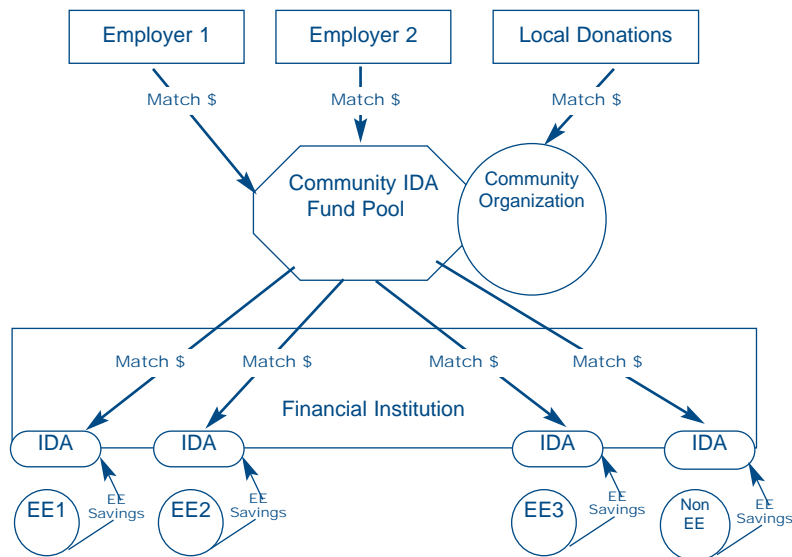 Employer 1
Employer 2
Local Donations
Match $
Match $
Match $
Community IDA
Fund Pool
Community
Organization
Match $
Match $
Match $
Match $
Financial Institution
IDA
IDA
IDA
IDA
EE1
EE
Savings
EE2
EE
Savings
EE3
EE
Savings
Non
EE
EE
Savings